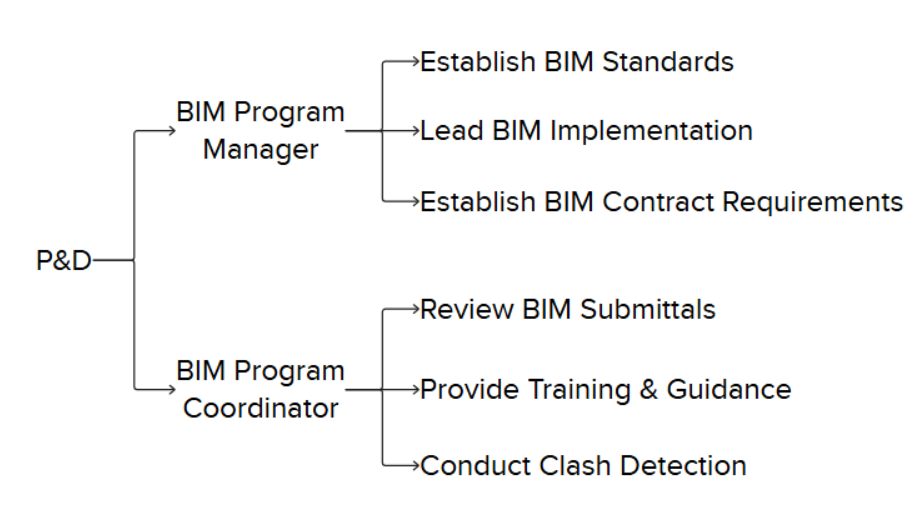 P&D
BIM Program
Manager
Establish BIM Standards
Lead BIM Implementation
Establish BIM Contract Requirements
BIM Program
Coordinator
Review BIM Submittals
Provide Training & Guidance
Conduct Clash Detection